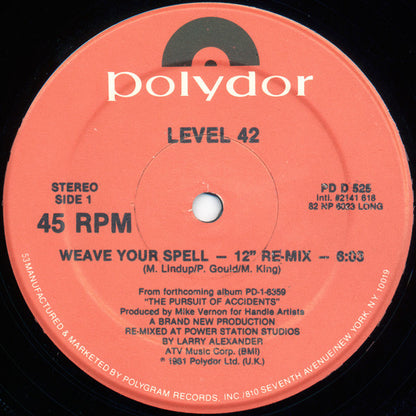 polydor
LEVEL 42
STEREO
SIDE 1
45 RPM
PD D 525
Intl. #2141 618
82 NP 6033 LONG
WEAVE YOUR SPELL – 12" RE-MIX – 6:03
(M. Lindup/P. Gould/M. King)
From forthcoming album PD-1-6359
"THE PURSUIT OF ACCIDENTS"
Produced by Mike Vernon for Handle Artists
A BRAND NEW PRODUCTION
RE-MIXED AT POWER STATION STUDIOS
BY LARRY ALEXANDER
ATV Music Corp. (BMI)
℗ 1981 Polydor Ltd. (U.K.)
53 MANUFACTURED & MARKETED BY POLYGRAM RECORDS, INC./810 SEVENTH AVENUE/NEW YORK, N.Y. 10019